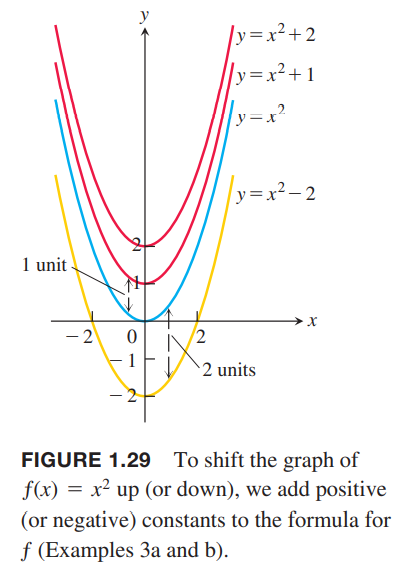 y
y = x² + 2
y = x² + 1
y = x²
y = x² − 2
2
1 unit
1
x
−2 0 2
−1
2 units
−2
FIGURE 1.29 To shift the graph of
f(x) = x² up (or down), we add positive
(or negative) constants to the formula for
f (Examples 3a and b).